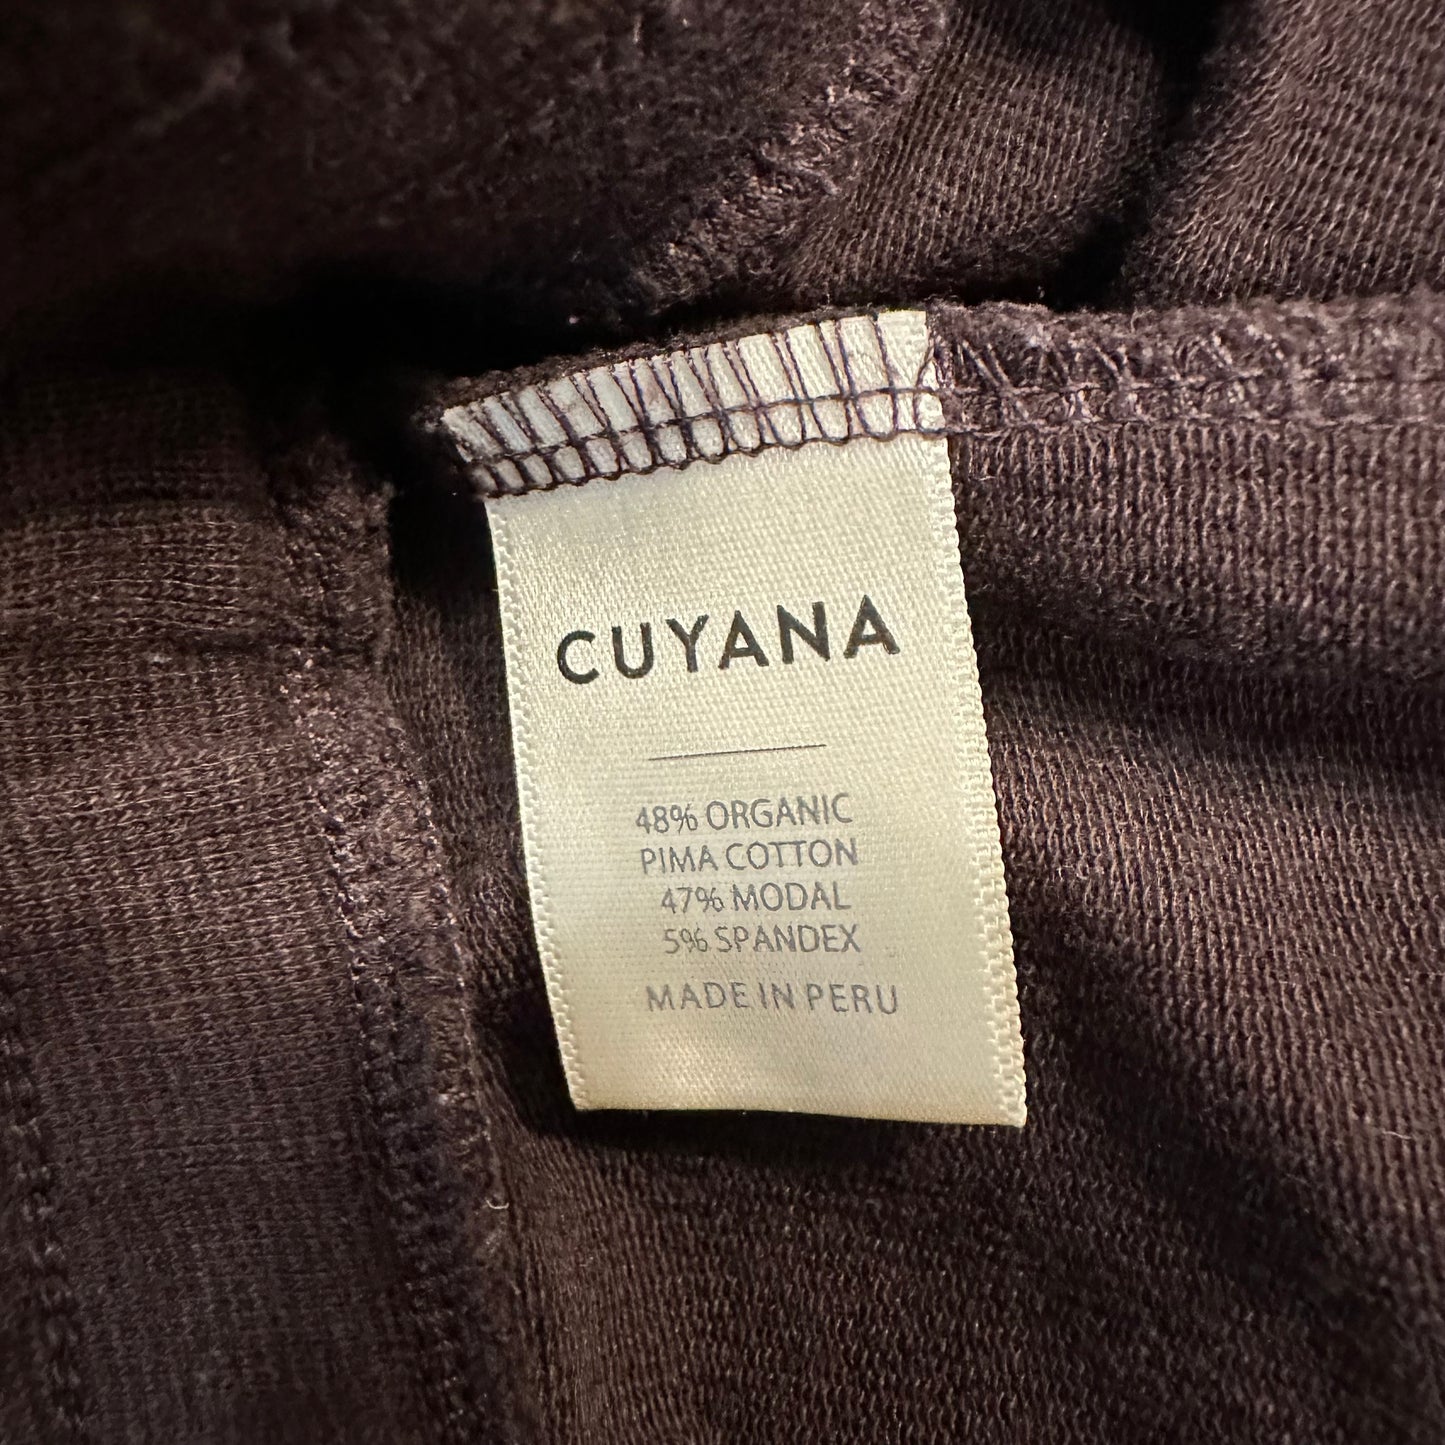 CUYANA
48% ORGANIC
PIMA COTTON
47% MODAL
5% SPANDEX
MADE IN PERU